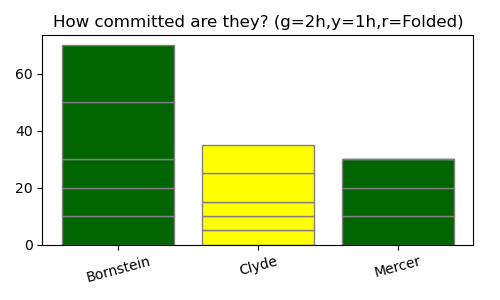 How committed are they? (g=2h,y=1h,r=Folded)
60
40
20
0
Bornstein
Clyde
Mercer